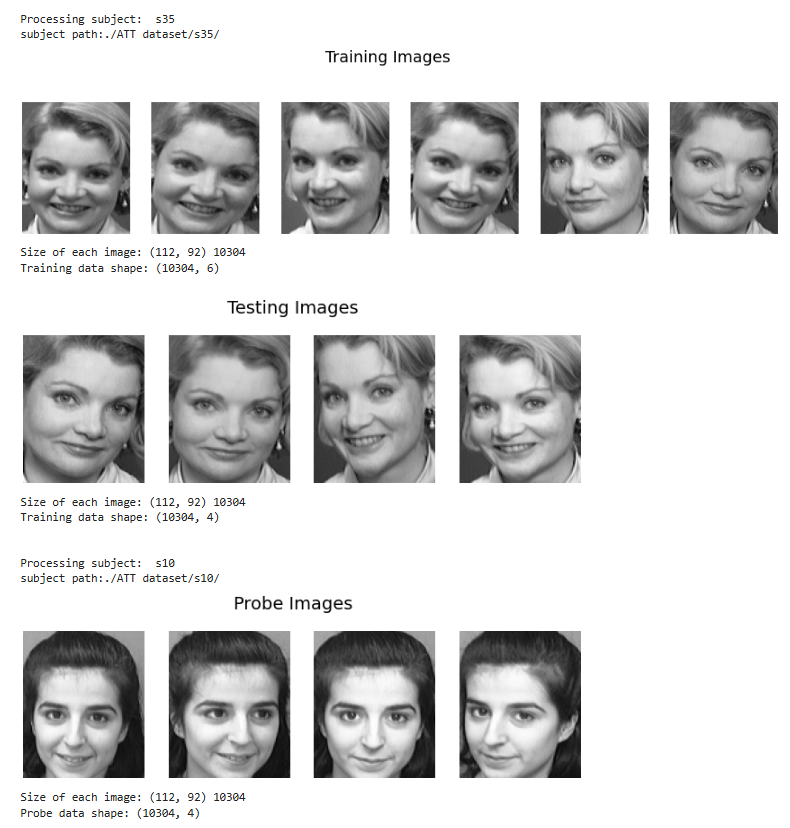 Processing subject:  s35
subject path:./ATT dataset/s35/
Training Images
Size of each image: (112, 92) 10304
Training data shape: (10304, 6)
Testing Images
Size of each image: (112, 92) 10304
Training data shape: (10304, 4)
Processing subject:  s10
subject path:./ATT dataset/s10/
Probe Images
Size of each image: (112, 92) 10304
Probe data shape: (10304, 4)